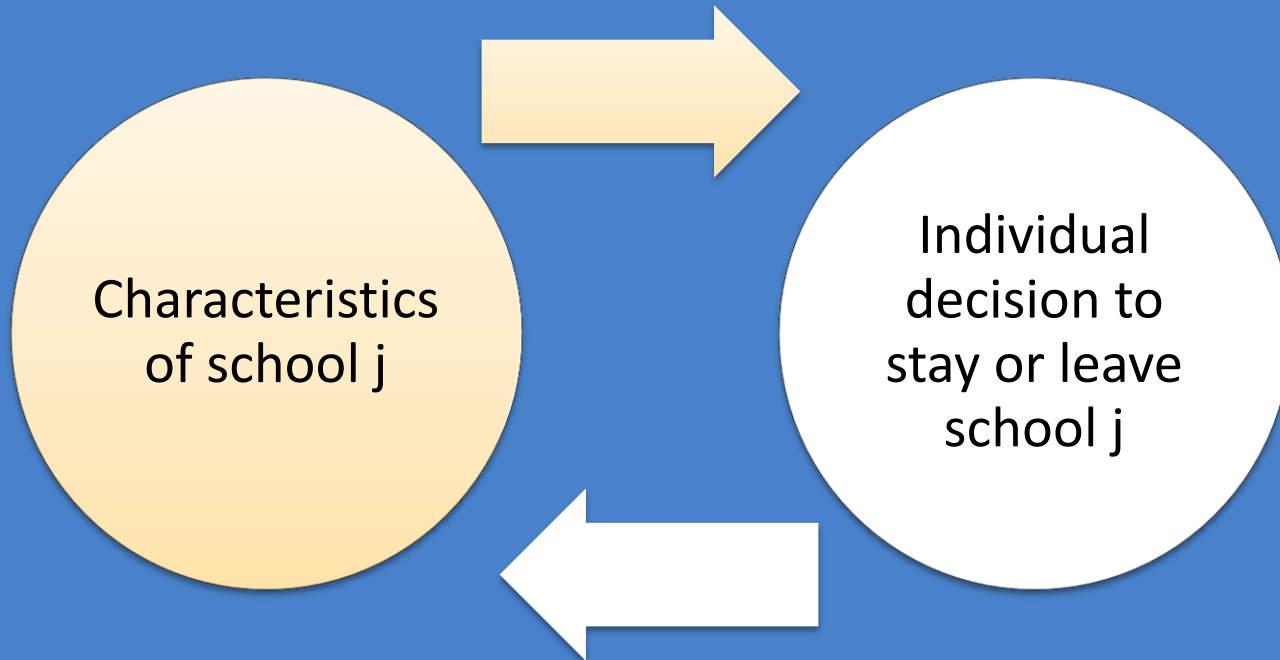 Characteristics
of school j
Individual
decision to
stay or leave
school j